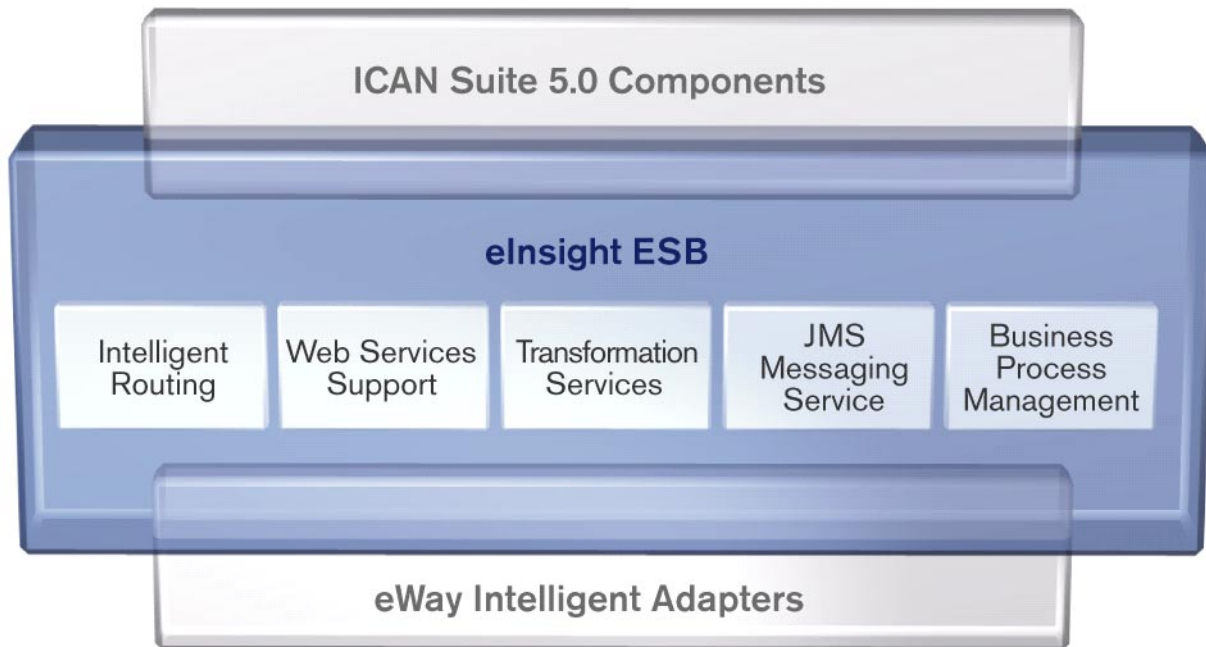 ICAN Suite 5.0 Components
eInsight ESB
Intelligent
Routing
Web Services
Support
Transformation
Services
JMS
Messaging
Service
Business
Process
Management
eWay Intelligent Adapters